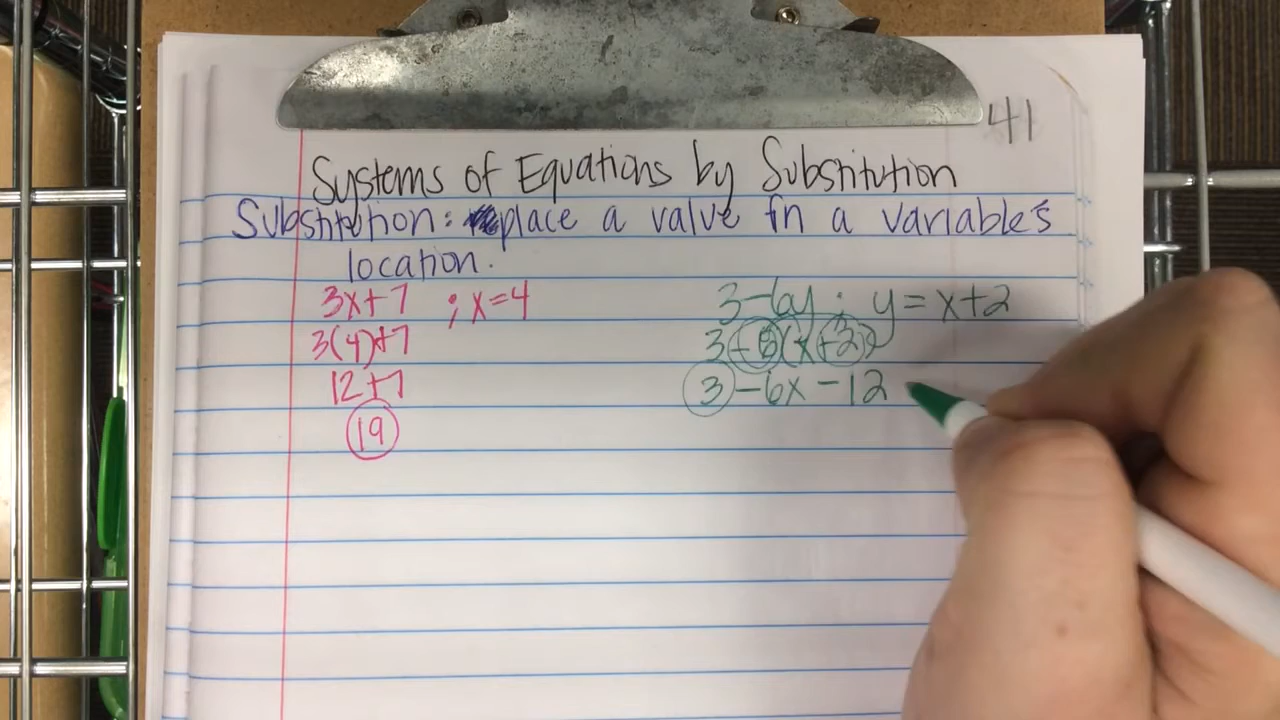 41
Systems of Equations by Substitution
Substitution: place a value in a variable's
location.
3x+7 ; x=4
3(4)+7
12+7
19
3-6y ; y=x+2
3-6(x+2)
3-6x-12